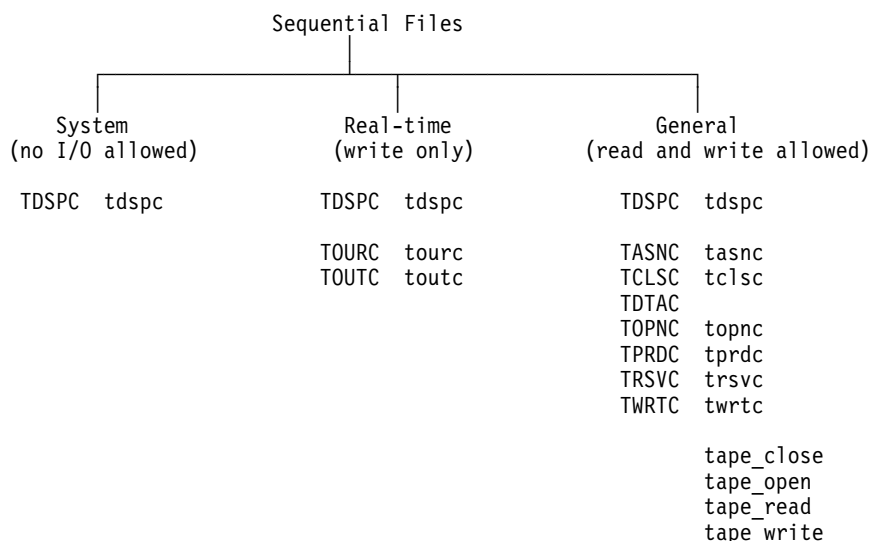 Sequential Files
System Real-time General
(no I/O allowed) (write only) (read and write allowed)
TDSPC tdspc TDSPC tdspc TDSPC tdspc
TOURC tourc TASNC tasnc
TOUTC toutc TCLSC tclsc
TDTAC
TOPNC topnc
TPRDC tprdc
TRSVC trsvc
TWRTC twrtc
tape_close
tape_open
tape_read
tape_write